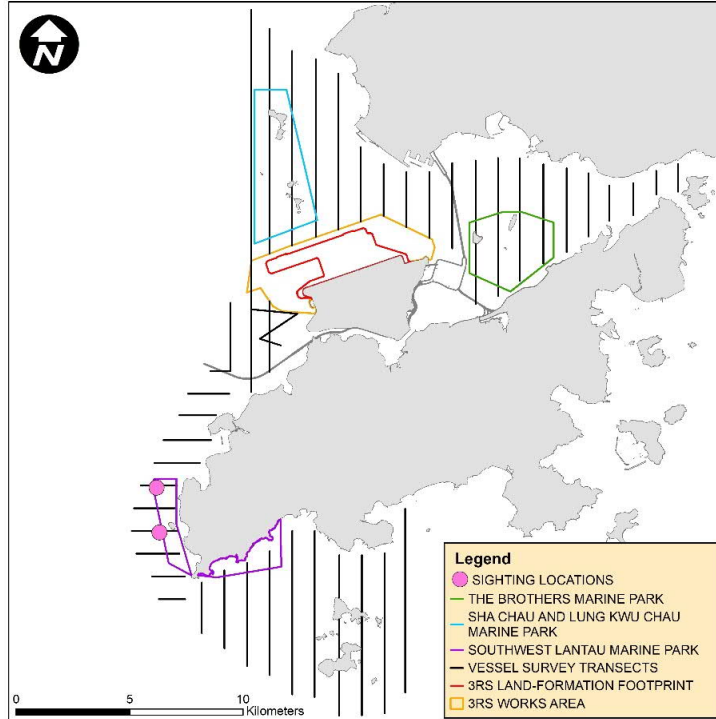 N
Legend
SIGHTING LOCATIONS
THE BROTHERS MARINE PARK
SHA CHAU AND LUNG KWU CHAU
MARINE PARK
SOUTHWEST LANTAU MARINE PARK
VESSEL SURVEY TRANSECTS
3RS LAND-FORMATION FOOTPRINT
3RS WORKS AREA
0 5 10
Kilometers